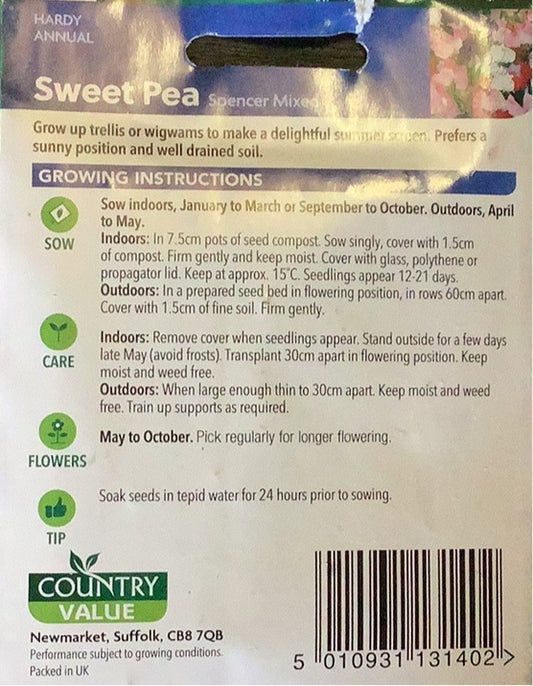 HARDY
ANNUAL
Sweet Pea Spencer Mixed
Grow up trellis or wigwams to make a delightful summer screen. Prefers a
sunny position and well drained soil.
GROWING INSTRUCTIONS
SOW
Sow indoors, January to March or September to October. Outdoors, April
to May.
Indoors: In 7.5cm pots of seed compost. Sow singly, cover with 1.5cm
of compost. Firm gently and keep moist. Cover with glass, polythene or
propagator lid. Keep at approx. 15°C. Seedlings appear 12-21 days.
Outdoors: In a prepared seed bed in flowering position, in rows 60cm apart.
Cover with 1.5cm of fine soil. Firm gently.
CARE
Indoors: Remove cover when seedlings appear. Stand outside for a few days
late May (avoid frosts). Transplant 30cm apart in flowering position. Keep
moist and weed free.
Outdoors: When large enough thin to 30cm apart. Keep moist and weed
free. Train up supports as required.
FLOWERS
May to October. Pick regularly for longer flowering.
TIP
Soak seeds in tepid water for 24 hours prior to sowing.
COUNTRY
VALUE
Newmarket, Suffolk, CB8 7QB
Performance subject to growing conditions.
Packed in UK
5 010931 131402 >